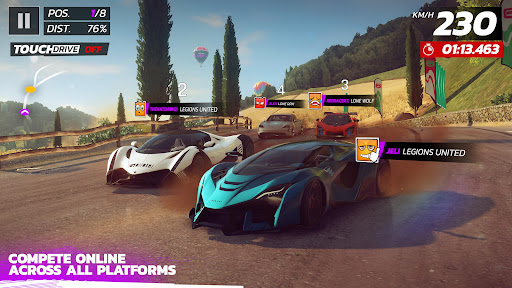 POS. 1/8
DIST. 76%
TOUCHDRIVE OFF
KM/H 230
01:13.463
2
3
4
LEGIONS UNITED
LONE WOLF
JELI LEGIONS UNITED
COMPETE ONLINE
ACROSS ALL PLATFORMS